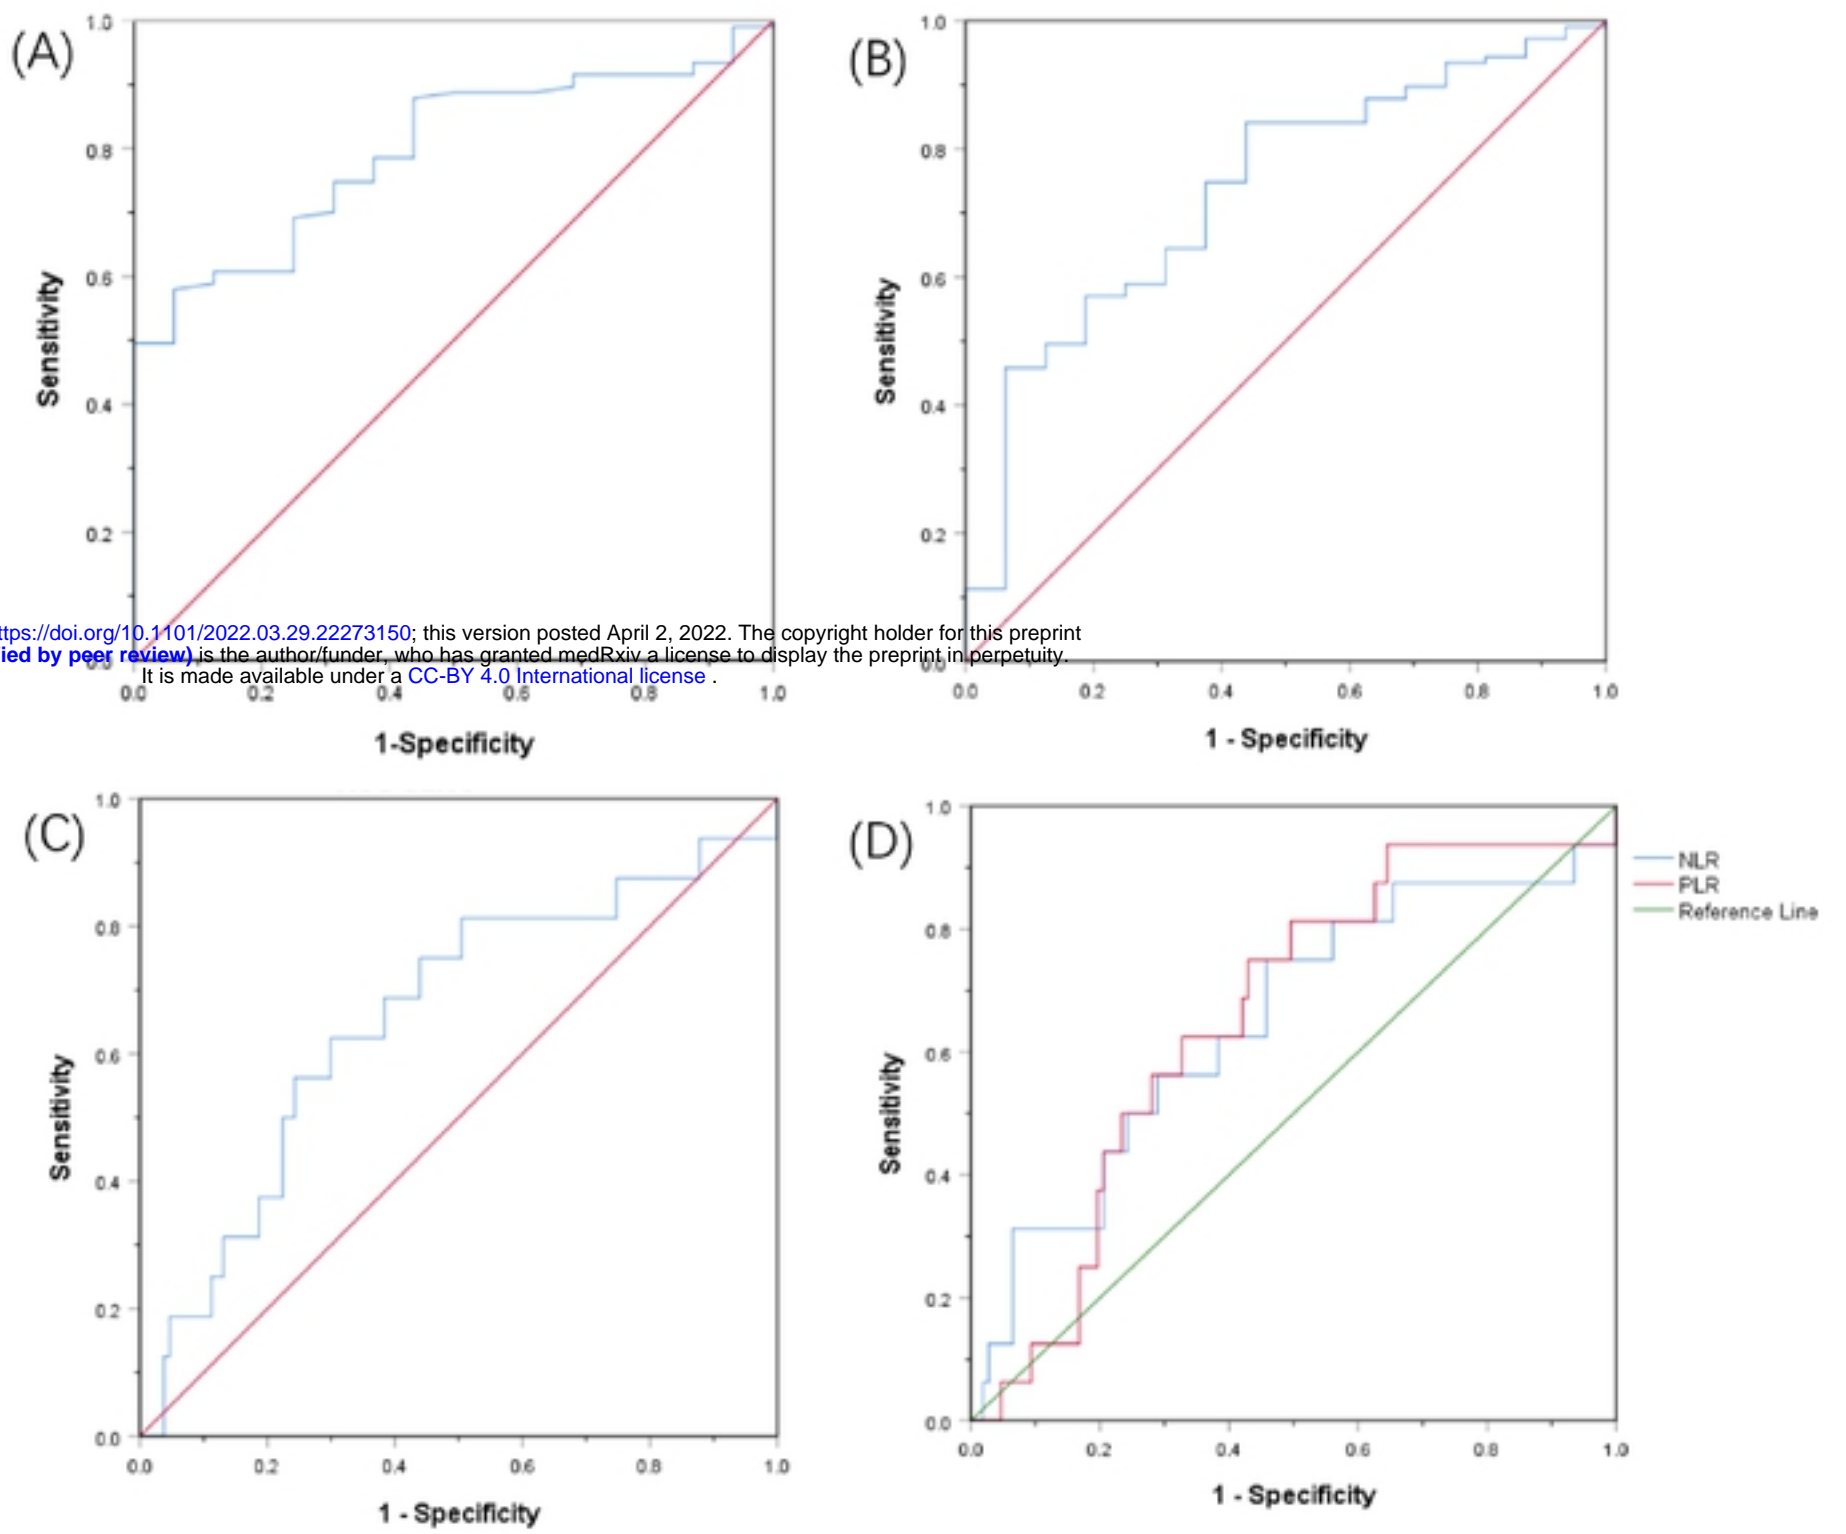 (A)
1.0
0.8
0.6
0.4
0.2
0.0
Sensitivity
0.0 0.2 0.4 0.6 0.8 1.0
1-Specificity
(B)
1.0
0.8
0.6
0.4
0.2
0.0
Sensitivity
0.0 0.2 0.4 0.6 0.8 1.0
1 - Specificity
ttps://doi.org/10.1101/2022.03.29.22273150; this version posted April 2, 2022. The copyright holder for this preprint
ied by peer review) is the author/funder, who has granted medRxiv a license to display the preprint in perpetuity.
It is made available under a CC-BY 4.0 International license .
(C)
1.0
0.8
0.6
0.4
0.2
0.0
Sensitivity
0.0 0.2 0.4 0.6 0.8 1.0
1 - Specificity
(D)
1.0
0.8
0.6
0.4
0.2
0.0
Sensitivity
0.0 0.2 0.4 0.6 0.8 1.0
1 - Specificity
NLR
PLR
Reference Line